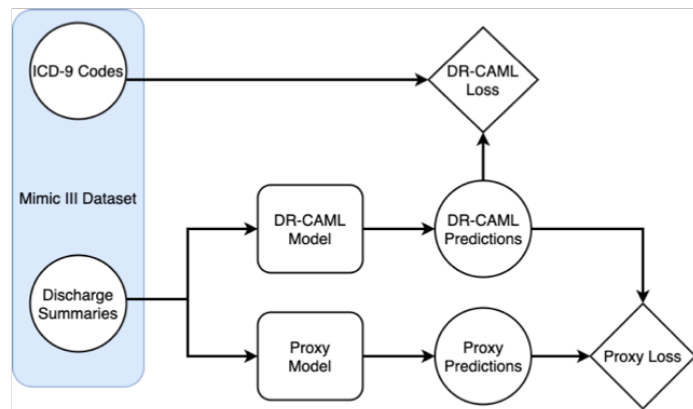 ICD-9 Codes
DR-CAML
Loss
Mimic III Dataset
DR-CAML
Model
DR-CAML
Predictions
Discharge
Summaries
Proxy
Model
Proxy
Predictions
Proxy Loss